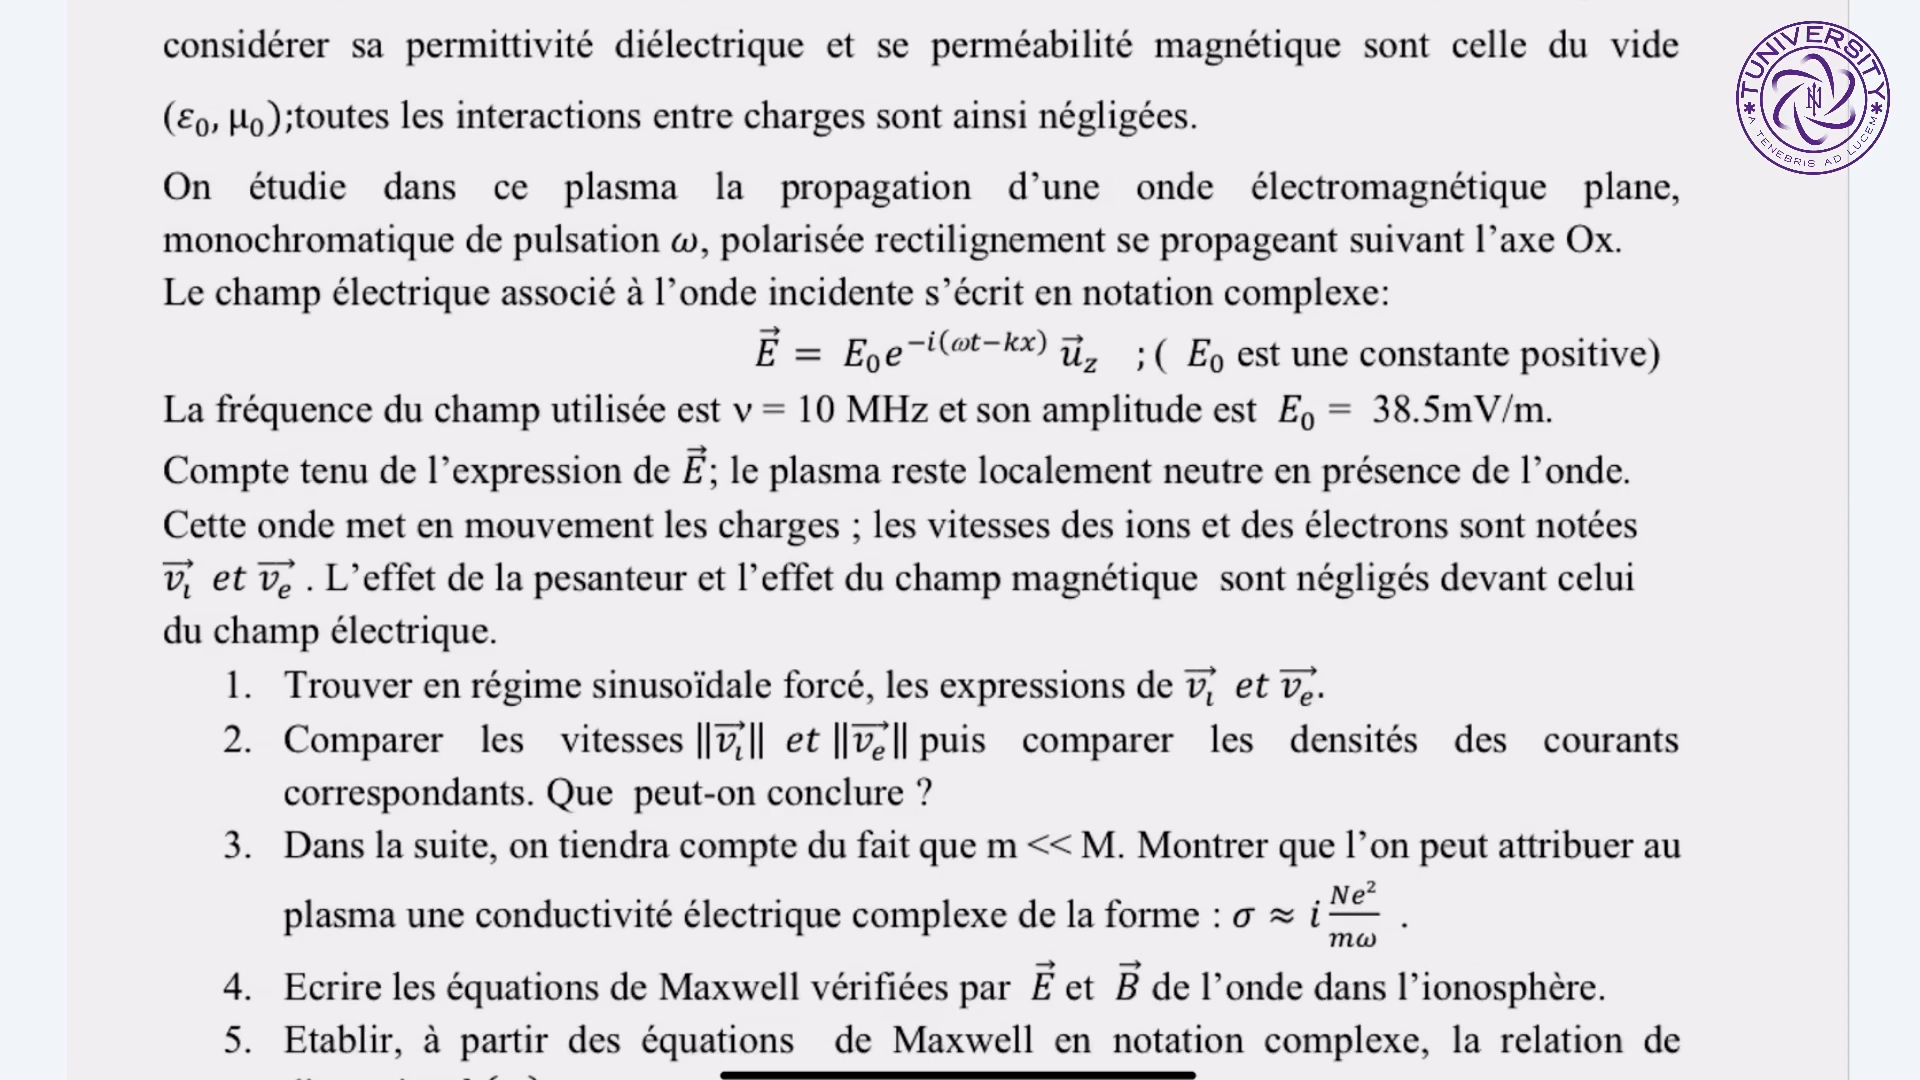 considérer sa permittivité diélectrique et se perméabilité magnétique sont celle du vide
(ε₀, μ₀);toutes les interactions entre charges sont ainsi négligées.
On étudie dans ce plasma la propagation d’une onde électromagnétique plane,
monochromatique de pulsation ω, polarisée rectilignement se propageant suivant l’axe Ox.
Le champ électrique associé à l’onde incidente s’écrit en notation complexe:
E⃗ = E₀e^{−i(ωt−kx)} u⃗_z ; ( E₀ est une constante positive)
La fréquence du champ utilisée est ν = 10 MHz et son amplitude est E₀ = 38.5mV/m.
Compte tenu de l’expression de E⃗; le plasma reste localement neutre en présence de l’onde.
Cette onde met en mouvement les charges ; les vitesses des ions et des électrons sont notées
v⃗ᵢ et v⃗ₑ . L’effet de la pesanteur et l’effet du champ magnétique sont négligés devant celui
du champ électrique.
1. Trouver en régime sinusoïdale forcé, les expressions de v⃗ᵢ et v⃗ₑ.
2. Comparer les vitesses ‖v⃗ᵢ‖ et ‖v⃗ₑ‖ puis comparer les densités des courants
correspondants. Que peut-on conclure ?
3. Dans la suite, on tiendra compte du fait que m << M. Montrer que l’on peut attribuer au
plasma une conductivité électrique complexe de la forme : σ ≈ i Ne²/mω .
4. Ecrire les équations de Maxwell vérifiées par E⃗ et B⃗ de l’onde dans l’ionosphère.
5. Etablir, à partir des équations de Maxwell en notation complexe, la relation de
TUNIVERSITY
A TENEBRIS AD LUCEM